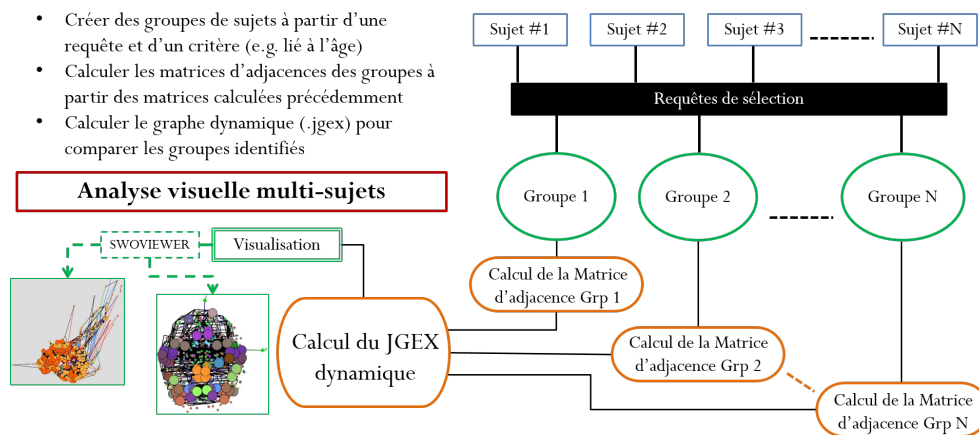 • Créer des groupes de sujets à partir d'une
requête et d'un critère (e.g. lié à l'âge)
• Calculer les matrices d'adjacences des groupes à
partir des matrices calculées précédemment
• Calculer le graphe dynamique (.jgex) pour
comparer les groupes identifiés
Analyse visuelle multi-sujets
Sujet #1
Sujet #2
Sujet #3
Sujet #N
Requêtes de sélection
Groupe 1
Groupe 2
Groupe N
SWOVIEWER
Visualisation
Calcul de la Matrice
d'adjacence Grp 1
Calcul du JGEX
dynamique
Calcul de la Matrice
d'adjacence Grp 2
Calcul de la Matrice
d'adjacence Grp N